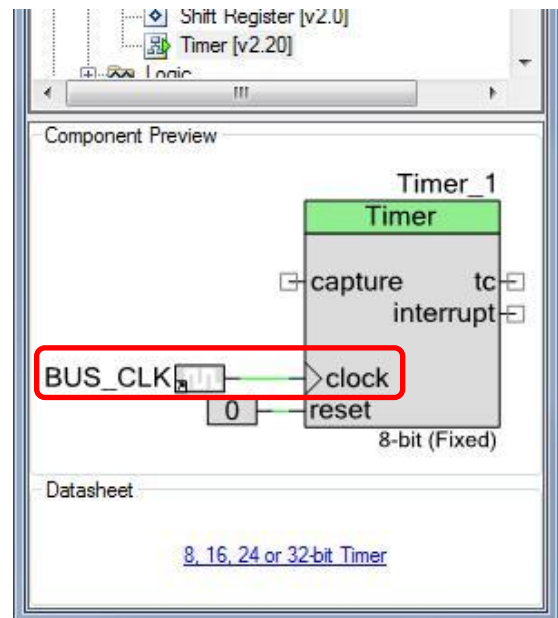 Shift Register [v2.0]
Timer [v2.20]
Logic
Component Preview
Timer_1
Timer
capture tc
interrupt
BUS_CLK clock
0 reset
8-bit (Fixed)
Datasheet
8, 16, 24 or 32-bit Timer